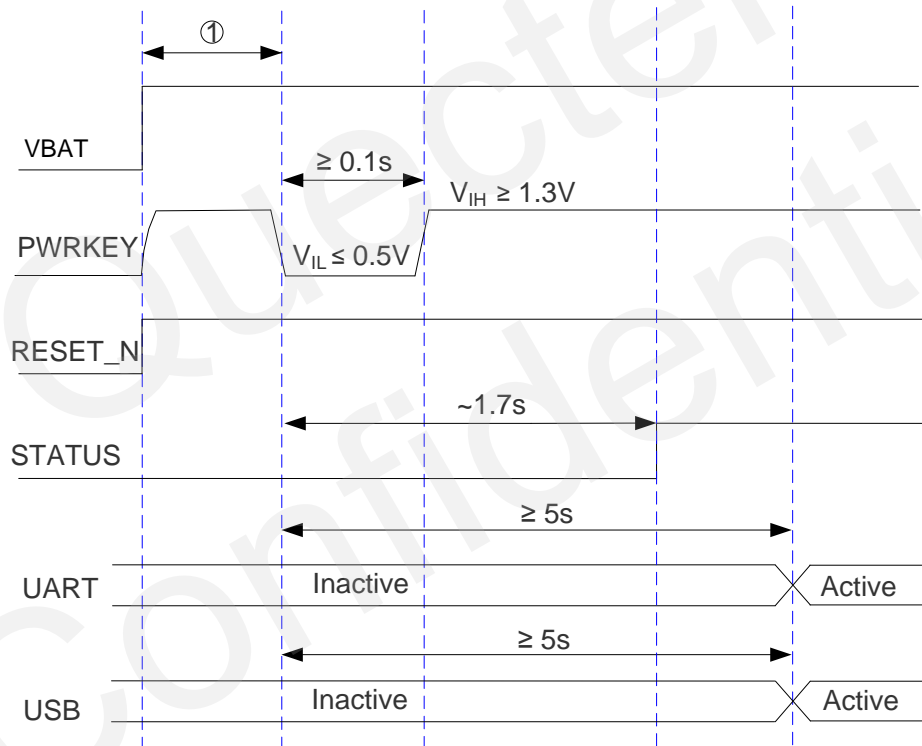 ①
VBAT
≥ 0.1s
V_IH ≥ 1.3V
PWRKEY
V_IL ≤ 0.5V
RESET_N
~1.7s
STATUS
≥ 5s
UART Inactive Active
≥ 5s
USB Inactive Active
Quectel
Confidenti